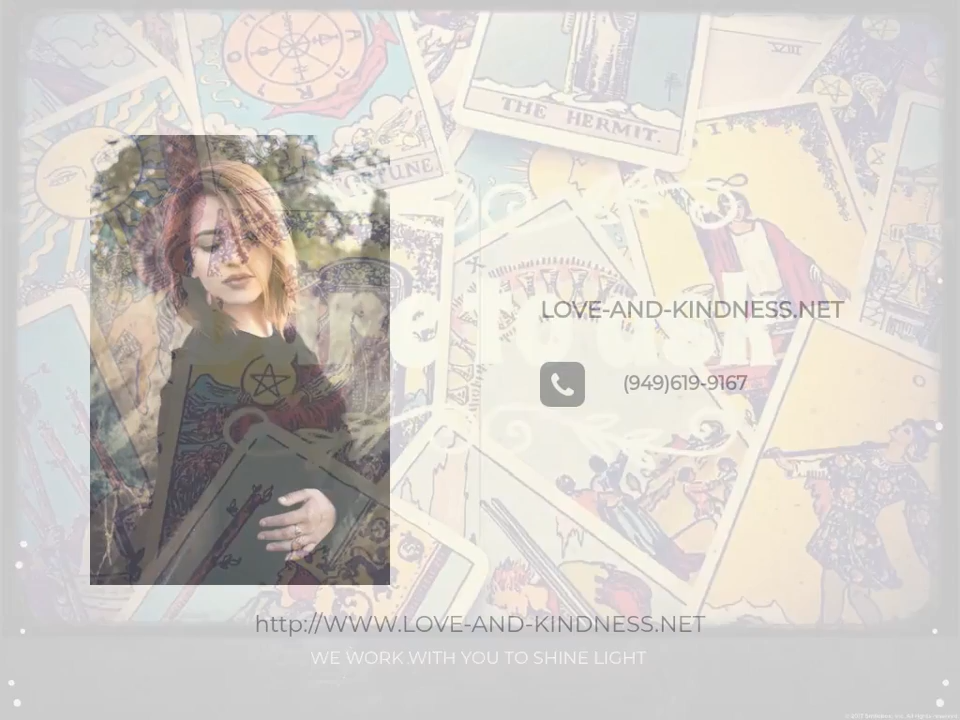 THE HERMIT.
FORTUNE
VIII
I
LOVE-AND-KINDNESS.NET
(949)619-9167
http://WWW.LOVE-AND-KINDNESS.NET
WE WORK WITH YOU TO SHINE LIGHT